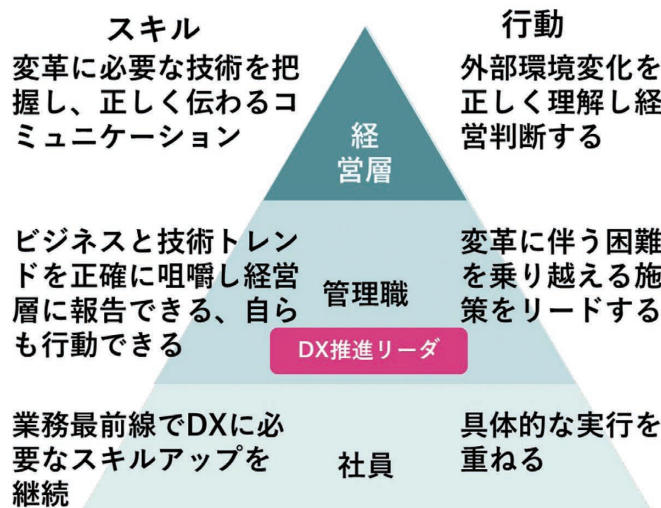 スキル
行動
変革に必要な技術を把
握し、正しく伝わるコ
ミュニケーション
外部環境変化を
正しく理解し経
営判断する
経
営層
ビジネスと技術トレン
ドを正確に咀嚼し経営
層に報告できる、自ら
も行動できる
変革に伴う困難
を乗り越える施
策をリードする
管理職
DX推進リーダ
業務最前線でDXに必
要なスキルアップを
継続
具体的な実行を
重ねる
社員